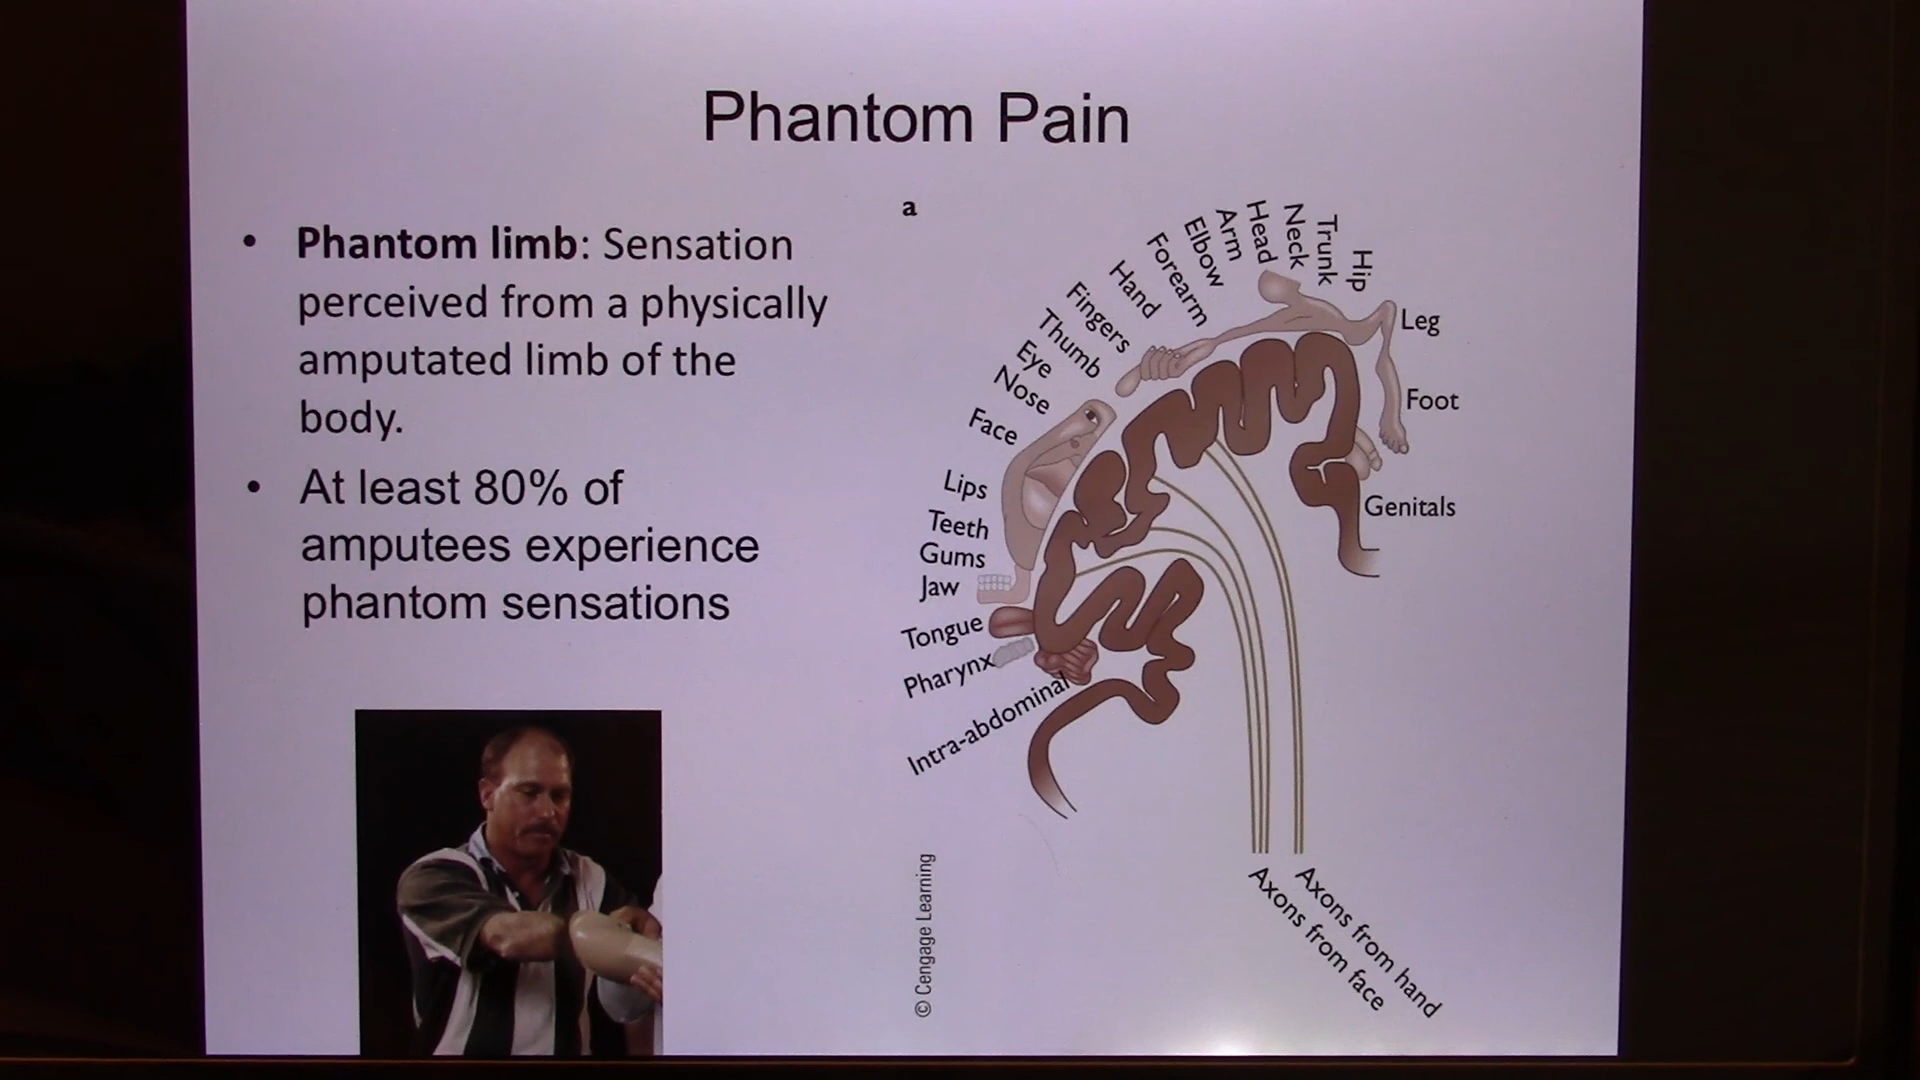 Phantom Pain
• Phantom limb: Sensation
perceived from a physically
amputated limb of the
body.
• At least 80% of
amputees experience
phantom sensations
a
Intra-abdominal
Pharynx
Tongue
Jaw
Gums
Teeth
Lips
Face
Nose
Eye
Thumb
Fingers
Hand
Forearm
Elbow
Arm
Head
Neck
Trunk
Hip
Leg
Foot
Genitals
Axons from hand
Axons from face
© Cengage Learning